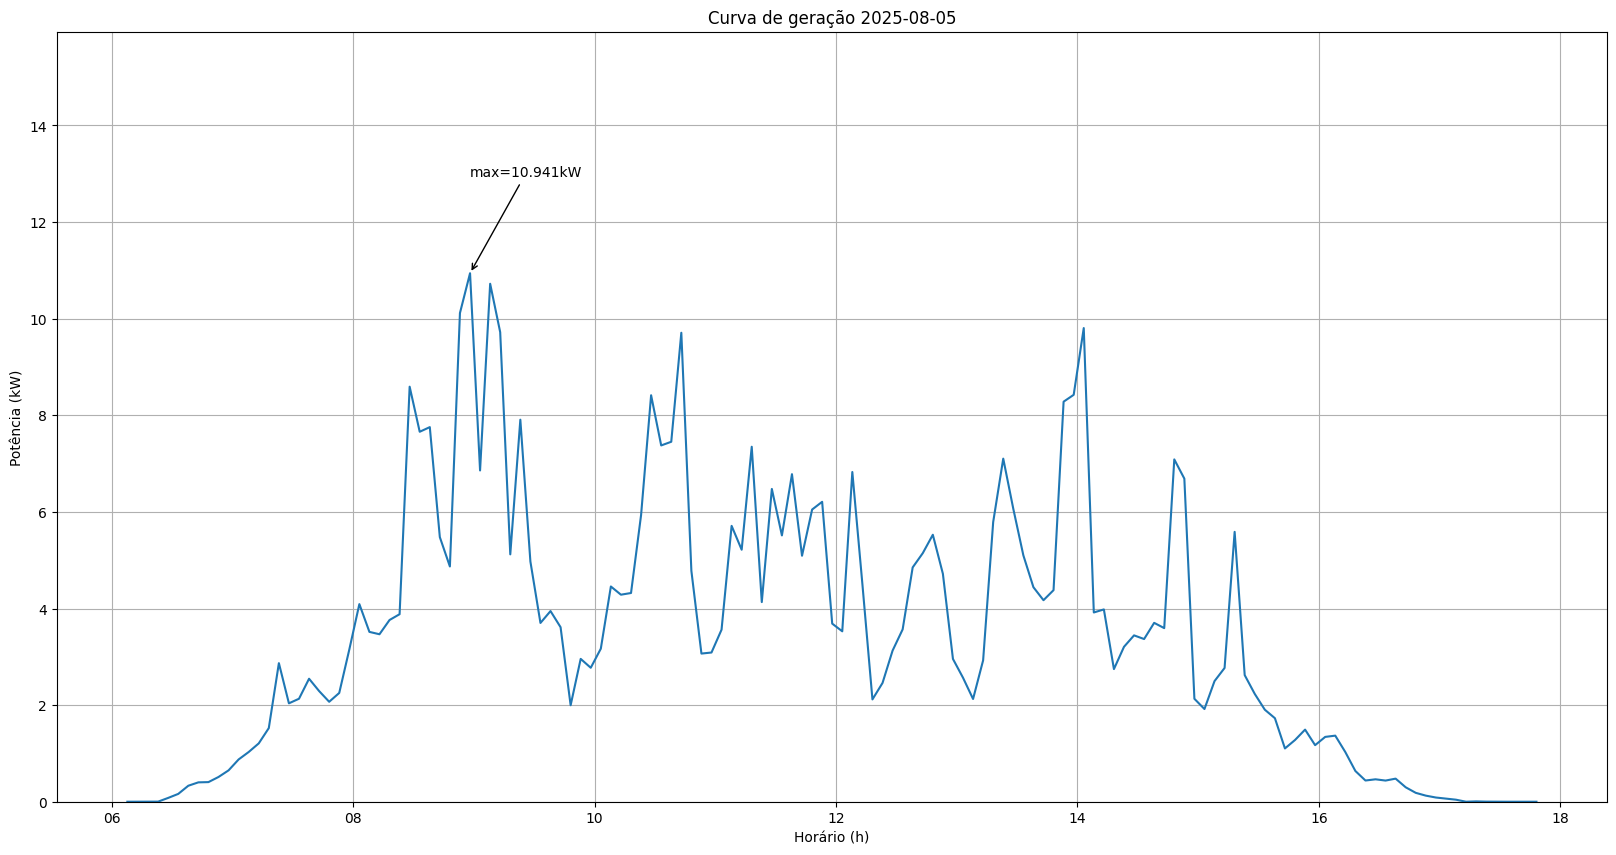 Curva de geração 2025-08-05
14
max=10.941kW
12
10
8
6
4
2
0
Potência (kW)
06 08 10 12 14 16 18
Horário (h)